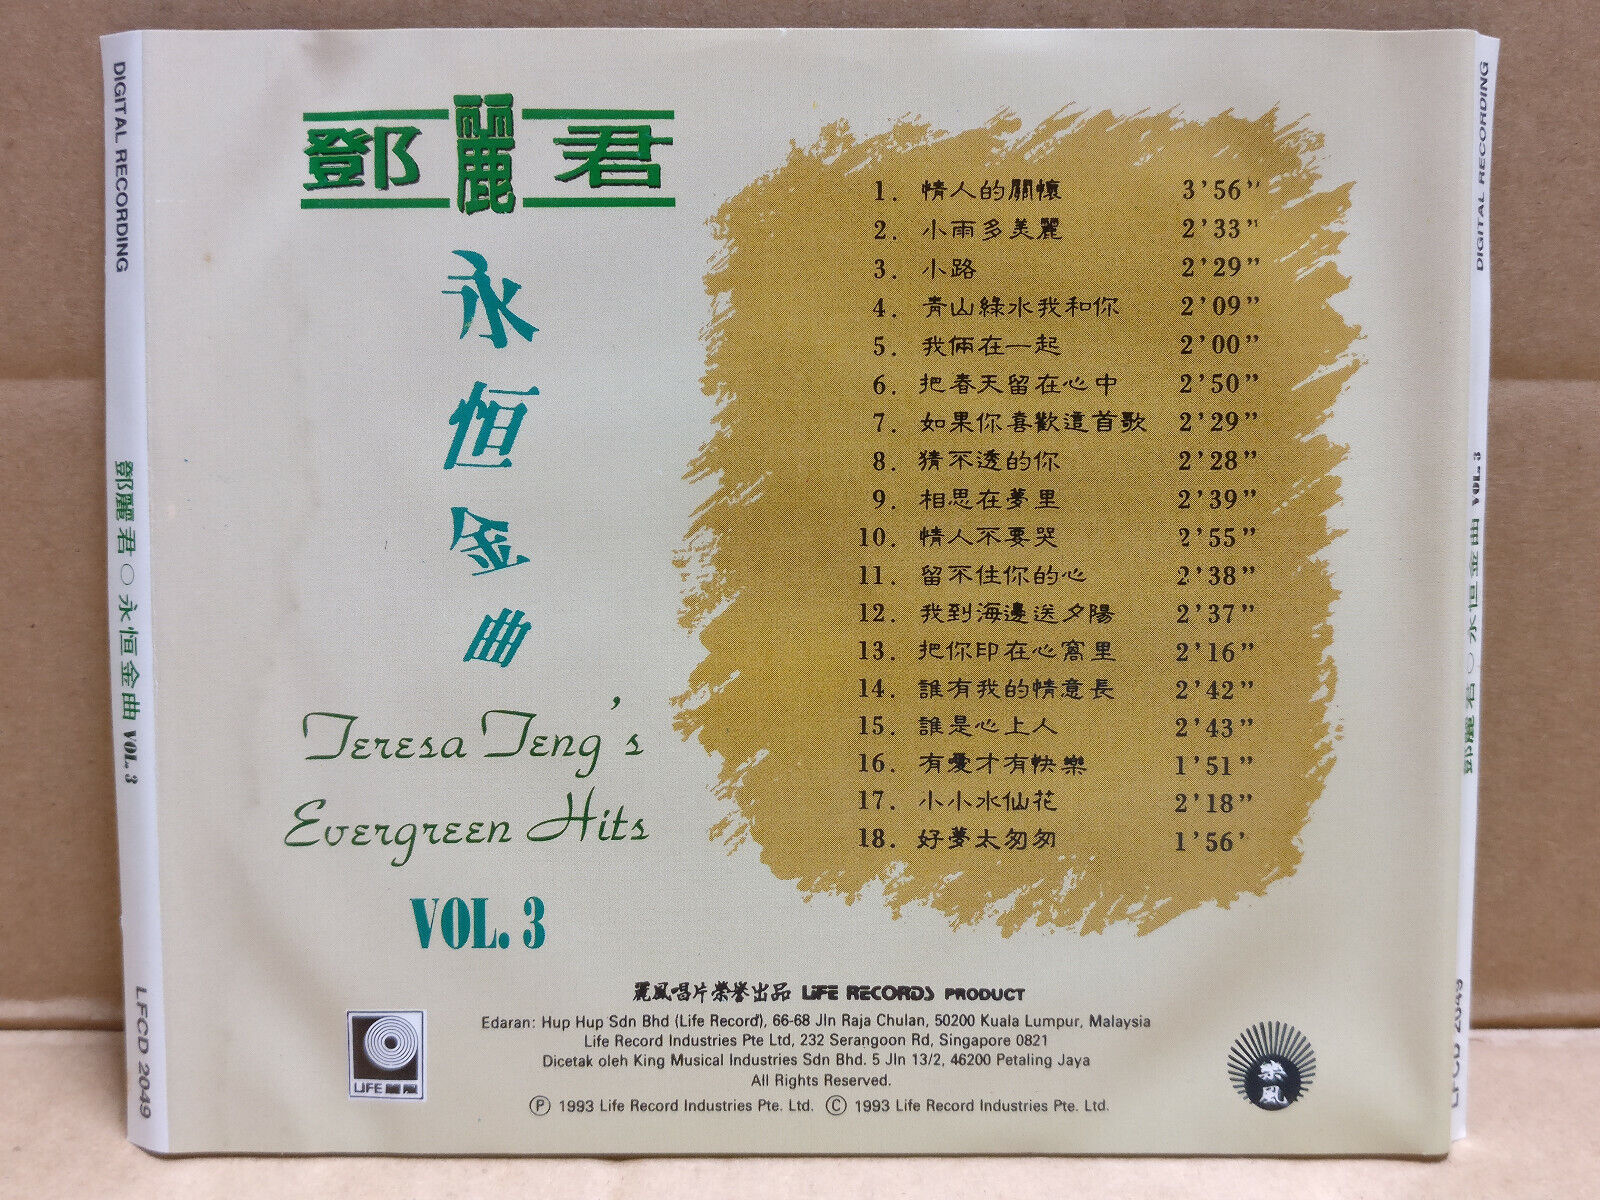 DIGITAL RECORDING
鄧麗君○永恒金曲 VOL. 3
LFCD 2049
鄧麗君
永恒金曲
Teresa Teng's
Evergreen Hits
VOL. 3
1. 情人的關懷 3’56”
2. 小雨多美麗 2’33”
3. 小路 2’29”
4. 青山綠水我和你 2’09”
5. 我倆在一起 2’00”
6. 把春天留在心中 2’50”
7. 如果你喜歡這首歌 2’29”
8. 猜不透的你 2’28”
9. 相思在夢里 2’39”
10. 情人不要哭 2’55”
11. 留不住你的心 2’38”
12. 我到海邊送夕陽 2’37”
13. 把你印在心窩里 2’16”
14. 誰有我的情意長 2’42”
15. 誰是心上人 2’43”
16. 有愛才有快樂 1’51”
17. 小小水仙花 2’18”
18. 好夢太匆匆 1’56’
麗風唱片榮譽出品 LIFE RECORDS PRODUCT
Edaran: Hup Hup Sdn Bhd (Life Record), 66-68 Jln Raja Chulan, 50200 Kuala Lumpur, Malaysia
Life Record Industries Pte Ltd, 232 Serangoon Rd, Singapore 0821
Dicetak oleh King Musical Industries Sdn Bhd. 5 Jln 13/2, 46200 Petaling Jaya
All Rights Reserved.
Ⓟ 1993 Life Record Industries Pte. Ltd. Ⓒ 1993 Life Record Industries Pte. Ltd.
LIFE 麗風
樂風
DIGITAL RECORDING
鄧麗君○永恒金曲 VOL. 3
LFCD 2049